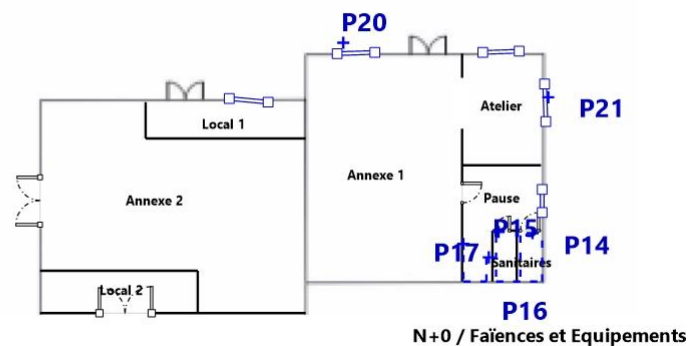 P20
Atelier
P21
Local 1
Annexe 1
Annexe 2
Pause
P15
P17
P14
Sanitaires
Local 2
P16
N+0 / Faïences et Equipements